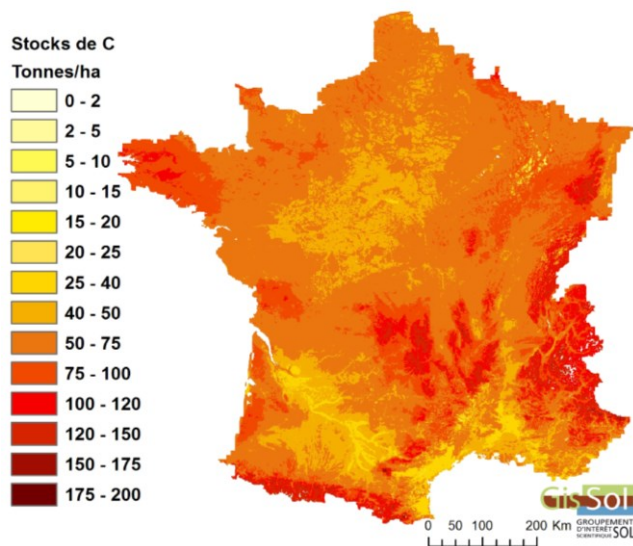 Stocks de C
Tonnes/ha
0 - 2
2 - 5
5 - 10
10 - 15
15 - 20
20 - 25
25 - 40
40 - 50
50 - 75
75 - 100
100 - 120
120 - 150
150 - 175
175 - 200
GisSol
GROUPEMENT
D'INTÉRÊT
SCIENTIFIQUE SOL
0 50 100 200 Km